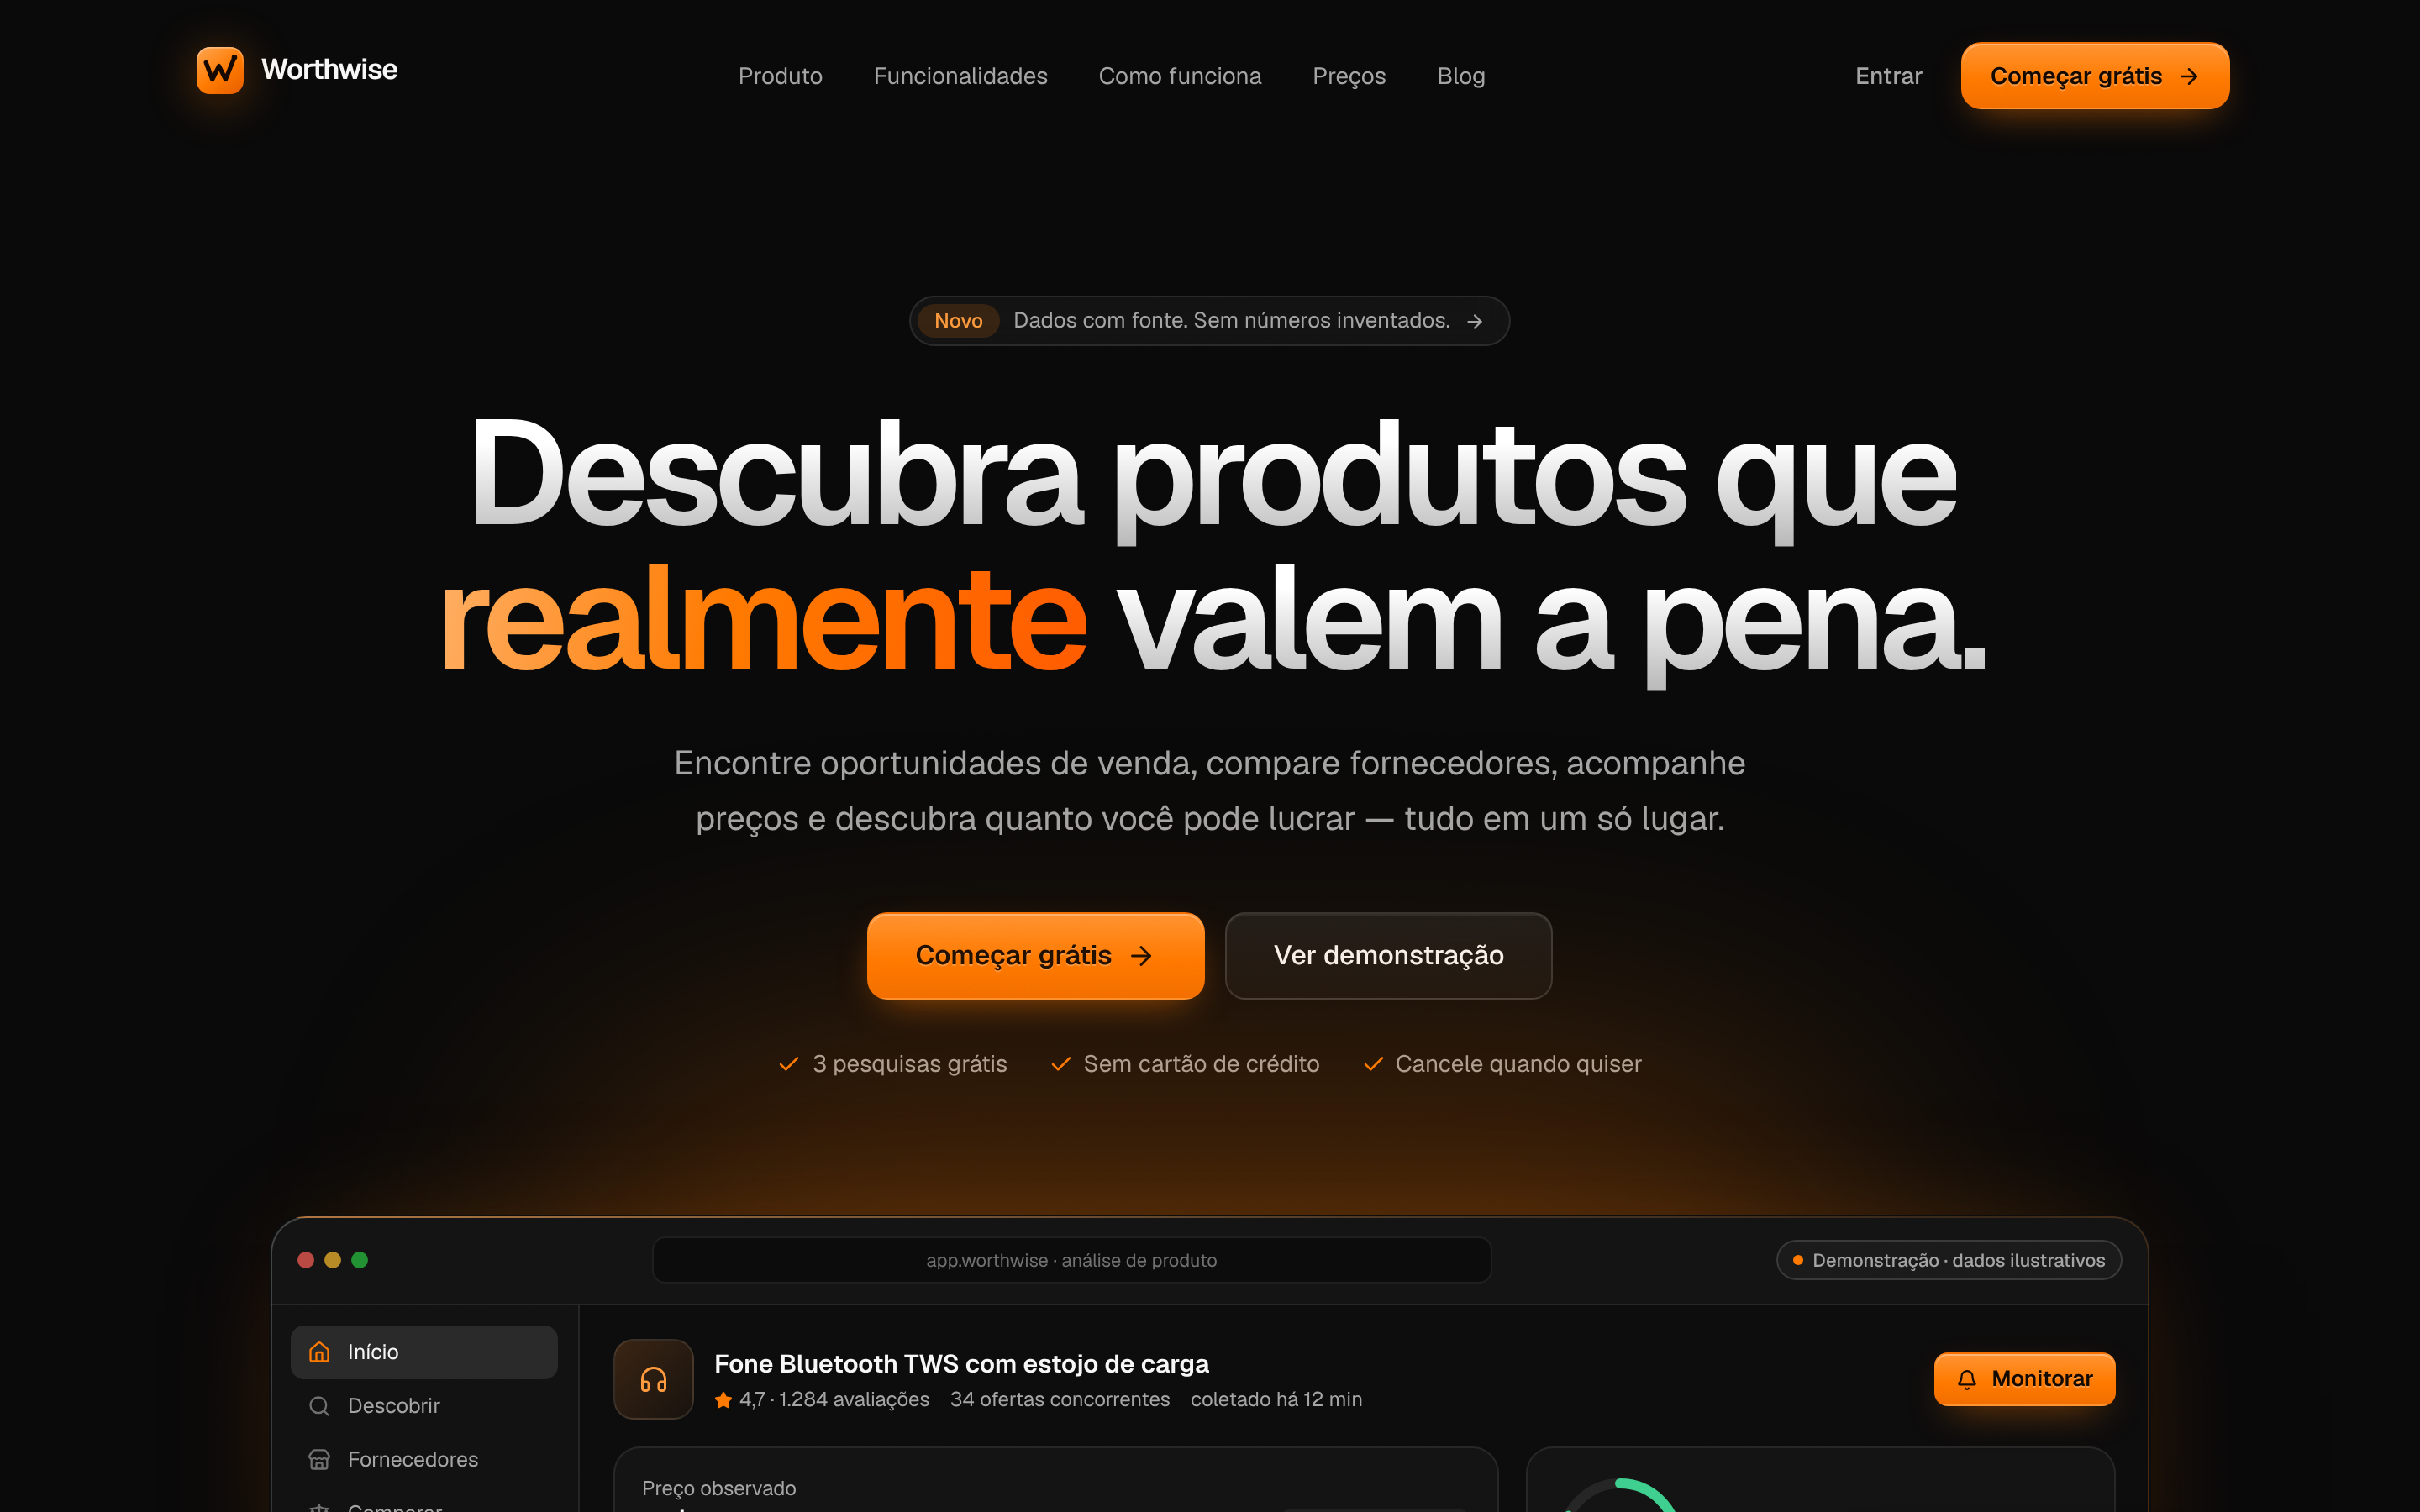 Worthwise
Produto
Funcionalidades
Como funciona
Preços
Blog
Entrar
Começar grátis
Novo
Dados com fonte. Sem números inventados.
Descubra produtos que
realmente valem a pena.
Encontre oportunidades de venda, compare fornecedores, acompanhe
preços e descubra quanto você pode lucrar — tudo em um só lugar.
Começar grátis
Ver demonstração
3 pesquisas grátis
Sem cartão de crédito
Cancele quando quiser
app.worthwise · análise de produto
Demonstração · dados ilustrativos
Início
Descobrir
Fornecedores
Fone Bluetooth TWS com estojo de carga
4,7 · 1.284 avaliações 34 ofertas concorrentes coletado há 12 min
Monitorar
Preço observado